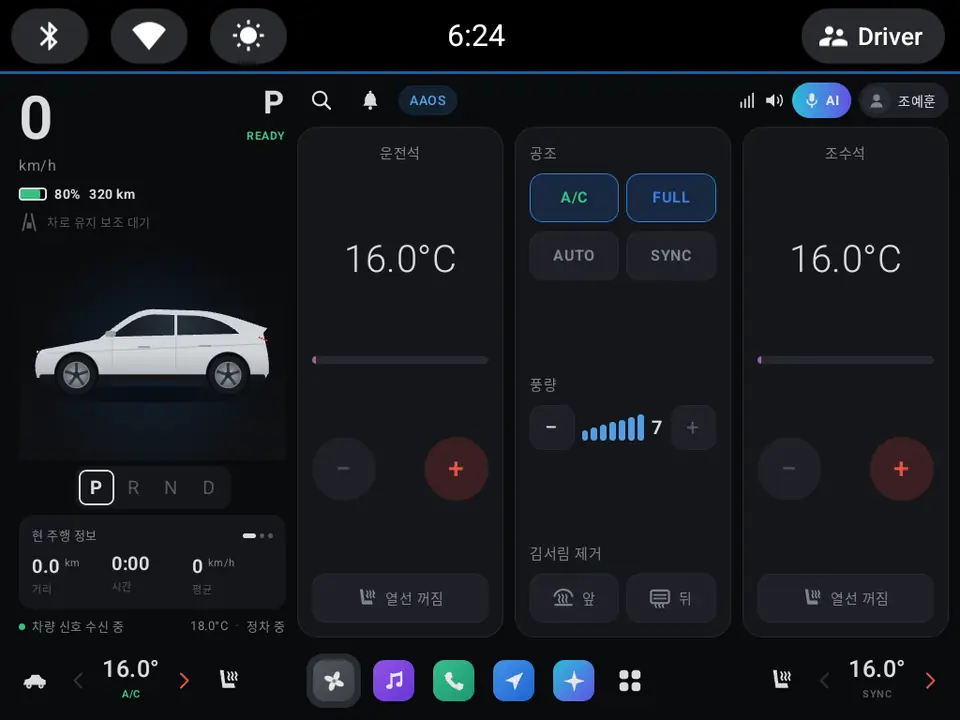 6:24
Driver
0
P
READY
km/h
80% 320 km
차로 유지 보조 대기
AAOS
AI
조예훈
운전석
16.0°C
열선 꺼짐
공조
A/C
FULL
AUTO
SYNC
풍량
−
7
+
김서림 제거
앞
뒤
조수석
16.0°C
−
+
열선 꺼짐
P R N D
현 주행 정보
0.0 km
0:00
0 km/h
거리
시간
평균
차량 신호 수신 중
18.0°C · 정차 중
16.0°
A/C
16.0°
SYNC